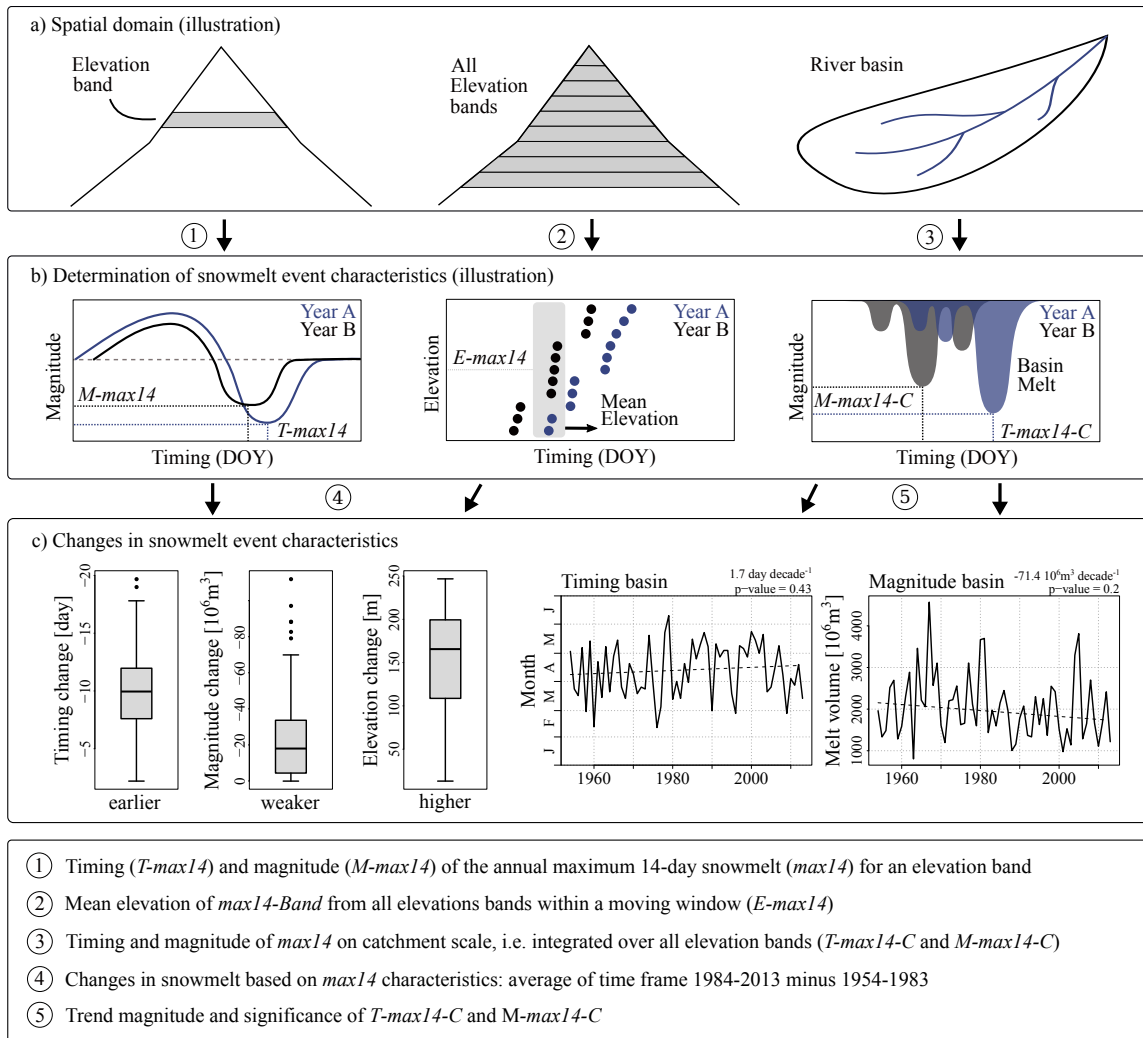 a) Spatial domain (illustration)
Elevation
band
All
Elevation
bands
River basin
1
2
3
b) Determination of snowmelt event characteristics (illustration)
Magnitude
Year A
Year B
M-max14
T-max14
Timing (DOY)
Elevation
Year A
Year B
E-max14
Mean
Elevation
Timing (DOY)
Magnitude
Year A
Year B
Basin
Melt
M-max14-C
T-max14-C
Timing (DOY)
4
5
c) Changes in snowmelt event characteristics
Timing change [day]
−20
−15
−10
−5
earlier
Magnitude change [10⁶m³]
−80
−60
−40
−20
0
weaker
Elevation change [m]
250
200
150
100
50
higher
Timing basin
1.7 day decade⁻¹
p−value = 0.43
Month
J
M
A
M
F
J
1960
1980
2000
Magnitude basin
-71.4 10⁶m³ decade⁻¹
p−value = 0.2
Melt volume [10⁶m³]
4000
3000
2000
1000
1960
1980
2000
1 Timing (T-max14) and magnitude (M-max14) of the annual maximum 14-day snowmelt (max14) for an elevation band
2 Mean elevation of max14-Band from all elevations bands within a moving window (E-max14)
3 Timing and magnitude of max14 on catchment scale, i.e. integrated over all elevation bands (T-max14-C and M-max14-C)
4 Changes in snowmelt based on max14 characteristics: average of time frame 1984-2013 minus 1954-1983
5 Trend magnitude and significance of T-max14-C and M-max14-C